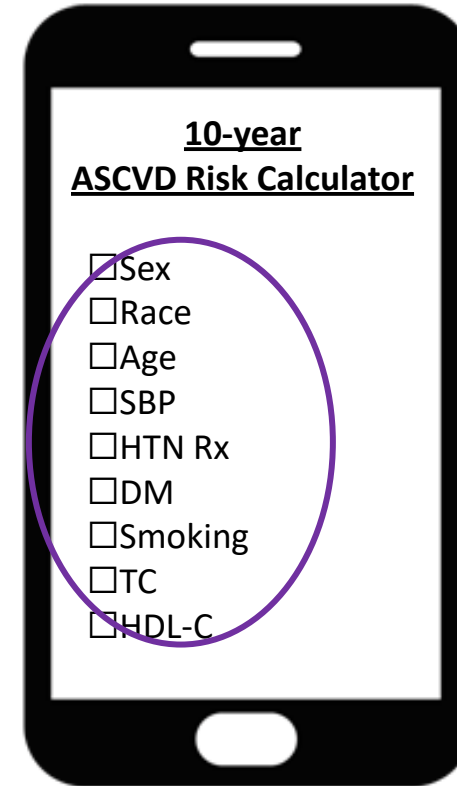 10-year
ASCVD Risk Calculator
☐Sex
☐Race
☐Age
☐SBP
☐HTN Rx
☐DM
☐Smoking
☐TC
☐HDL-C